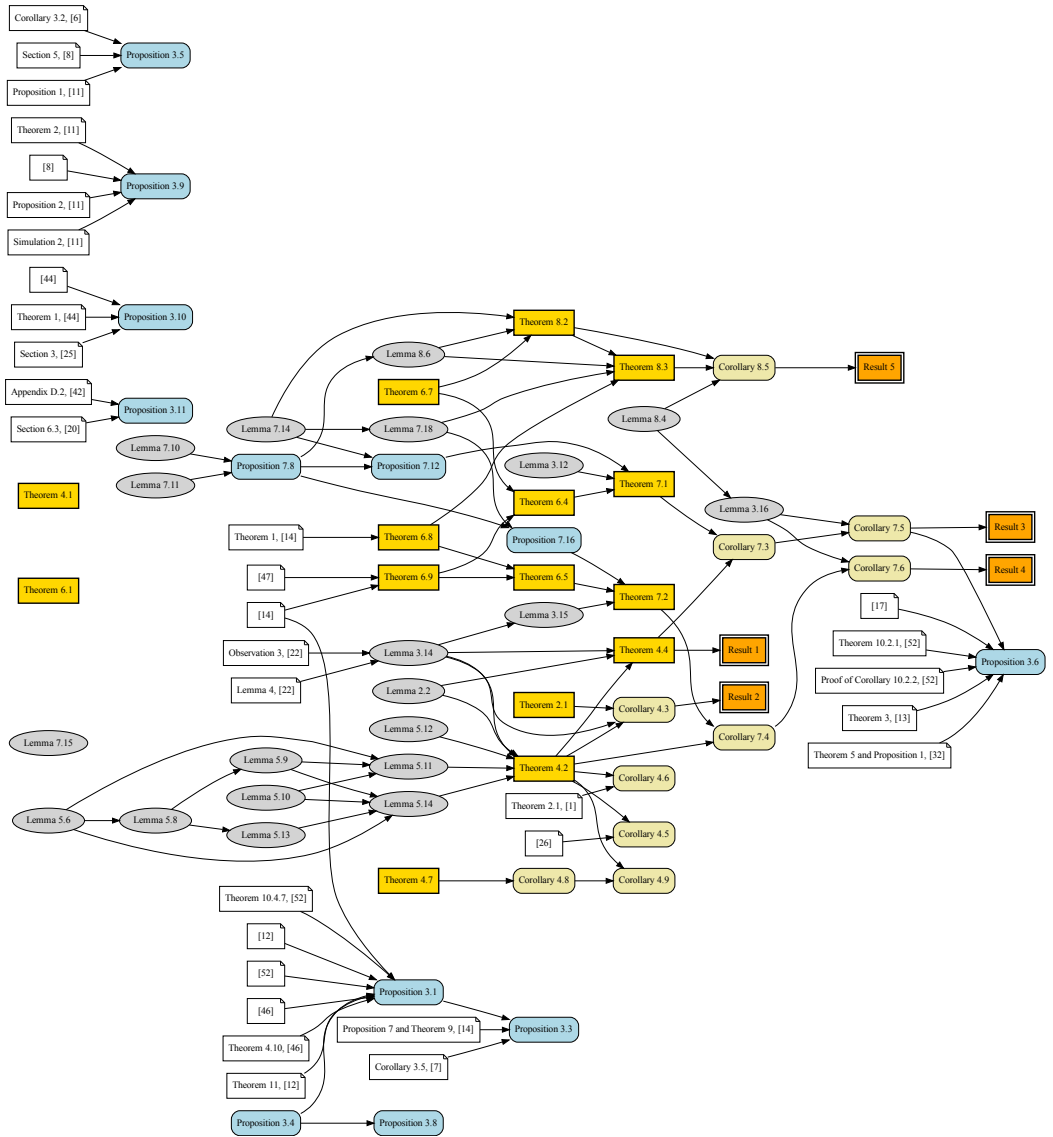 Corollary 3.2, [6]
Section 5, [8]
Proposition 3.5
Proposition 1, [11]
Theorem 2, [11]
[8]
Proposition 3.9
Proposition 2, [11]
Simulation 2, [11]
[44]
Theorem 1, [44]
Proposition 3.10
Section 3, [25]
Appendix D.2, [42]
Proposition 3.11
Section 6.3, [20]
Theorem 8.2
Lemma 8.6
Theorem 8.3
Corollary 8.5
Result 5
Theorem 6.7
Lemma 8.4
Lemma 7.14
Lemma 7.18
Lemma 7.10
Proposition 7.8
Proposition 7.12
Lemma 3.12
Lemma 7.11
Theorem 7.1
Theorem 4.1
Theorem 6.4
Lemma 3.16
Corollary 7.5
Result 3
Theorem 1, [14]
Theorem 6.8
Proposition 7.16
Corollary 7.3
Corollary 7.6
Result 4
[47]
Theorem 6.9
Theorem 6.5
Theorem 6.1
Theorem 7.2
[14]
Lemma 3.15
[17]
Theorem 10.2.1, [52]
Observation 3, [22]
Lemma 3.14
Theorem 4.4
Result 1
Proposition 3.6
Lemma 4, [22]
Lemma 2.2
Proof of Corollary 10.2.2, [52]
Theorem 2.1
Corollary 4.3
Result 2
Theorem 3, [13]
Lemma 5.12
Corollary 7.4
Lemma 7.15
Theorem 5 and Proposition 1, [32]
Lemma 5.9
Lemma 5.11
Theorem 4.2
Corollary 4.6
Lemma 5.10
Lemma 5.14
Theorem 2.1, [1]
Lemma 5.6
Lemma 5.8
Lemma 5.13
Corollary 4.5
[26]
Theorem 4.7
Corollary 4.8
Corollary 4.9
Theorem 10.4.7, [52]
[12]
[52]
Proposition 3.1
[46]
Proposition 7 and Theorem 9, [14]
Proposition 3.3
Theorem 4.10, [46]
Corollary 3.5, [7]
Theorem 11, [12]
Proposition 3.4
Proposition 3.8